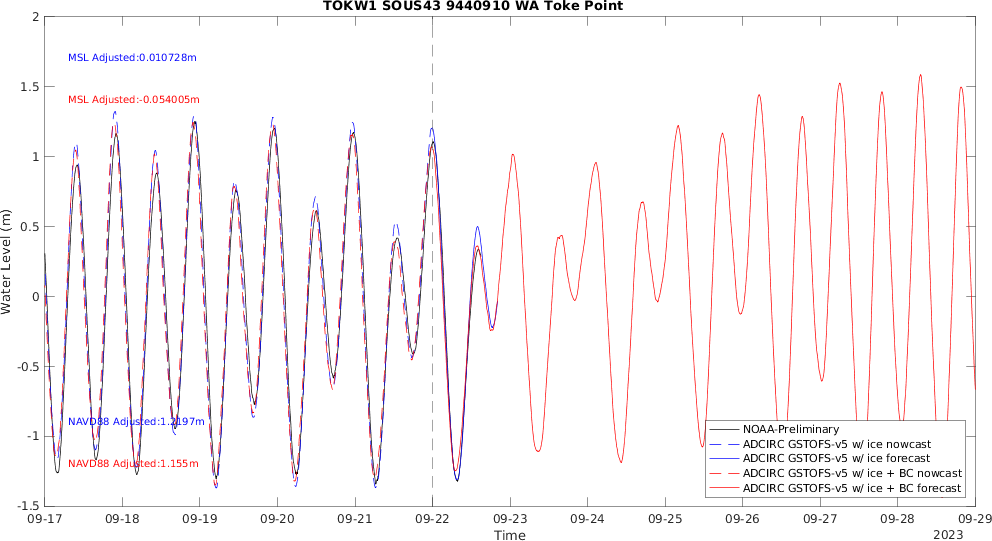 TOKW1 SOUS43 9440910 WA Toke Point
MSL Adjusted:0.010728m
MSL Adjusted:-0.054005m
NAVD88 Adjusted:1.2197m
NAVD88 Adjusted:1.155m
Water Level (m)
2
1.5
1
0.5
0
-0.5
-1
-1.5
NOAA-Preliminary
ADCIRC GSTOFS-v5 w/ ice nowcast
ADCIRC GSTOFS-v5 w/ ice forecast
ADCIRC GSTOFS-v5 w/ ice + BC nowcast
ADCIRC GSTOFS-v5 w/ ice + BC forecast
09-17 09-18 09-19 09-20 09-21 09-22 09-23 09-24 09-25 09-26 09-27 09-28 09-29
Time
2023